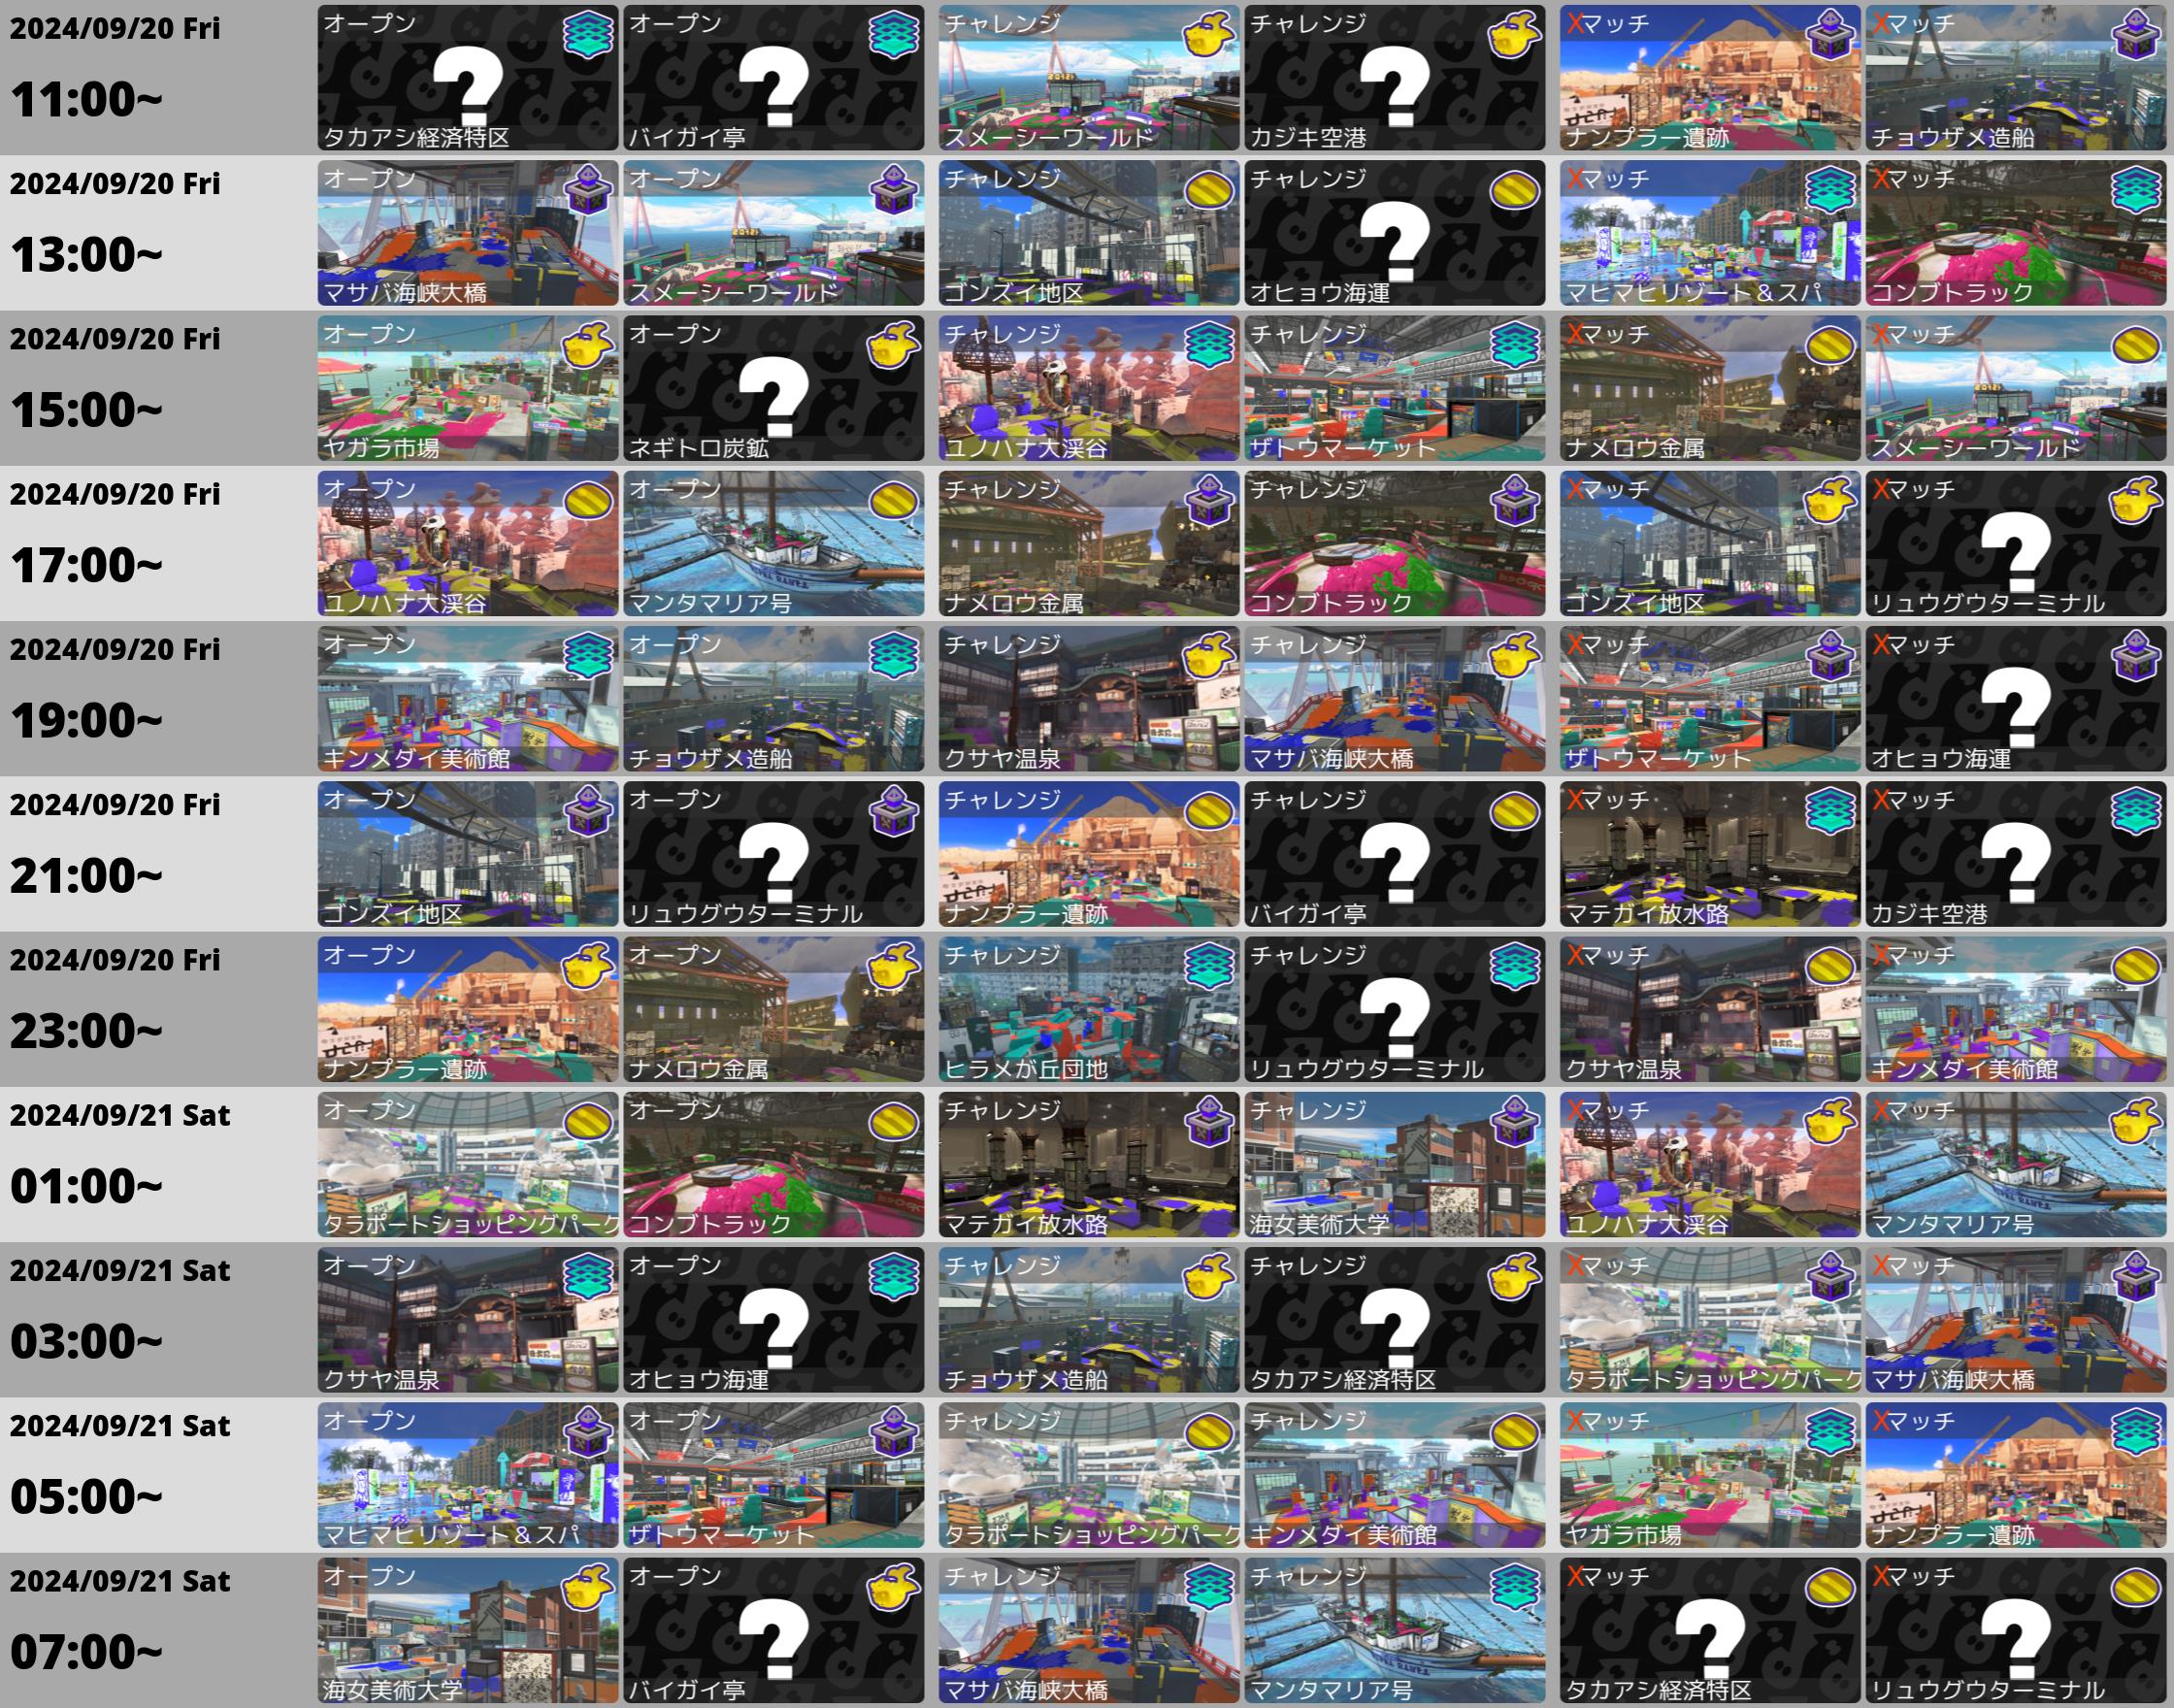 2024/09/20 Fri
11:00~
オープン オープン チャレンジ チャレンジ Xマッチ Xマッチ
タカアシ経済特区 バイガイ亭 スメーシーワールド カジキ空港 ナンプラー遺跡 チョウザメ造船
2024/09/20 Fri
13:00~
オープン オープン チャレンジ チャレンジ Xマッチ Xマッチ
マサバ海峡大橋 スメーシーワールド ゴンズイ地区 オヒョウ海運 マヒマヒリゾート＆スパ コンブトラック
2024/09/20 Fri
15:00~
オープン オープン チャレンジ チャレンジ Xマッチ Xマッチ
ヤガラ市場 ネギトロ炭鉱 ユノハナ大渓谷 ザトウマーケット ナメロウ金属 スメーシーワールド
2024/09/20 Fri
17:00~
オープン オープン チャレンジ チャレンジ Xマッチ Xマッチ
ユノハナ大渓谷 マンタマリア号 ナメロウ金属 コンブトラック ゴンズイ地区 リュウグウターミナル
2024/09/20 Fri
19:00~
オープン オープン チャレンジ チャレンジ Xマッチ Xマッチ
キンメダイ美術館 チョウザメ造船 クサヤ温泉 マサバ海峡大橋 ザトウマーケット オヒョウ海運
2024/09/20 Fri
21:00~
オープン オープン チャレンジ チャレンジ Xマッチ Xマッチ
ゴンズイ地区 リュウグウターミナル ナンプラー遺跡 バイガイ亭 マテガイ放水路 カジキ空港
2024/09/20 Fri
23:00~
オープン オープン チャレンジ チャレンジ Xマッチ Xマッチ
ナンプラー遺跡 ナメロウ金属 ヒラメが丘団地 リュウグウターミナル クサヤ温泉 キンメダイ美術館
2024/09/21 Sat
01:00~
オープン オープン チャレンジ チャレンジ Xマッチ Xマッチ
タラポートショッピングパーク コンブトラック マテガイ放水路 海女美術大学 ユノハナ大渓谷 マンタマリア号
2024/09/21 Sat
03:00~
オープン オープン チャレンジ チャレンジ Xマッチ Xマッチ
クサヤ温泉 オヒョウ海運 チョウザメ造船 タカアシ経済特区 タラポートショッピングパーク マサバ海峡大橋
2024/09/21 Sat
05:00~
オープン オープン チャレンジ チャレンジ Xマッチ Xマッチ
マヒマヒリゾート＆スパ ザトウマーケット タラポートショッピングパーク キンメダイ美術館 ヤガラ市場 ナンプラー遺跡
2024/09/21 Sat
07:00~
オープン オープン チャレンジ チャレンジ Xマッチ Xマッチ
海女美術大学 バイガイ亭 マサバ海峡大橋 マンタマリア号 タカアシ経済特区 リュウグウターミナル